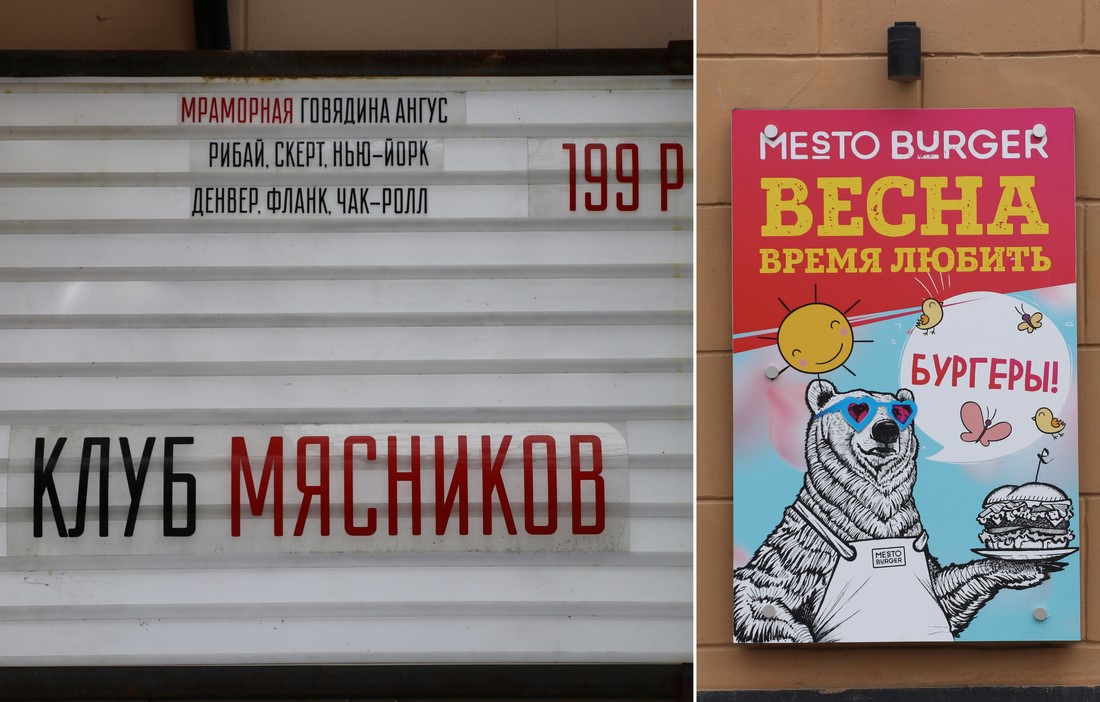 МРАМОРНАЯ ГОВЯДИНА АНГУС
РИБАЙ, СКЕРТ, НЬЮ-ЙОРК
ДЕНВЕР, ФЛАНК, ЧАК-РОЛЛ
199 Р
КЛУБ МЯСНИКОВ
MESTO BURGER
ВЕСНА
ВРЕМЯ ЛЮБИТЬ
БУРГЕРЫ!
MESTO
BURGER